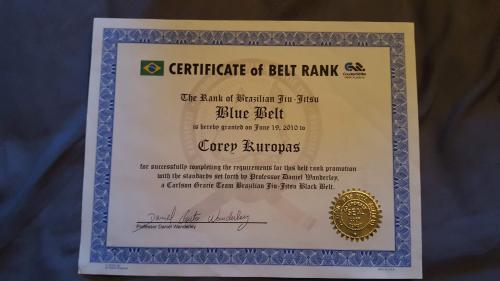 CERTIFICATE of BELT RANK
The Rank of Brazilian Jiu-Jitsu
Blue Belt
is hereby granted on June 19, 2010 to
Corey Kuropas
for successfully completing the requirements for this belt rank promotion
with the standards set forth by Professor Daniel Wanderley,
a Carlson Gracie Team Brazilian Jiu-Jitsu Black Belt.
Daniel Wanderley
Professor Daniel Wanderley